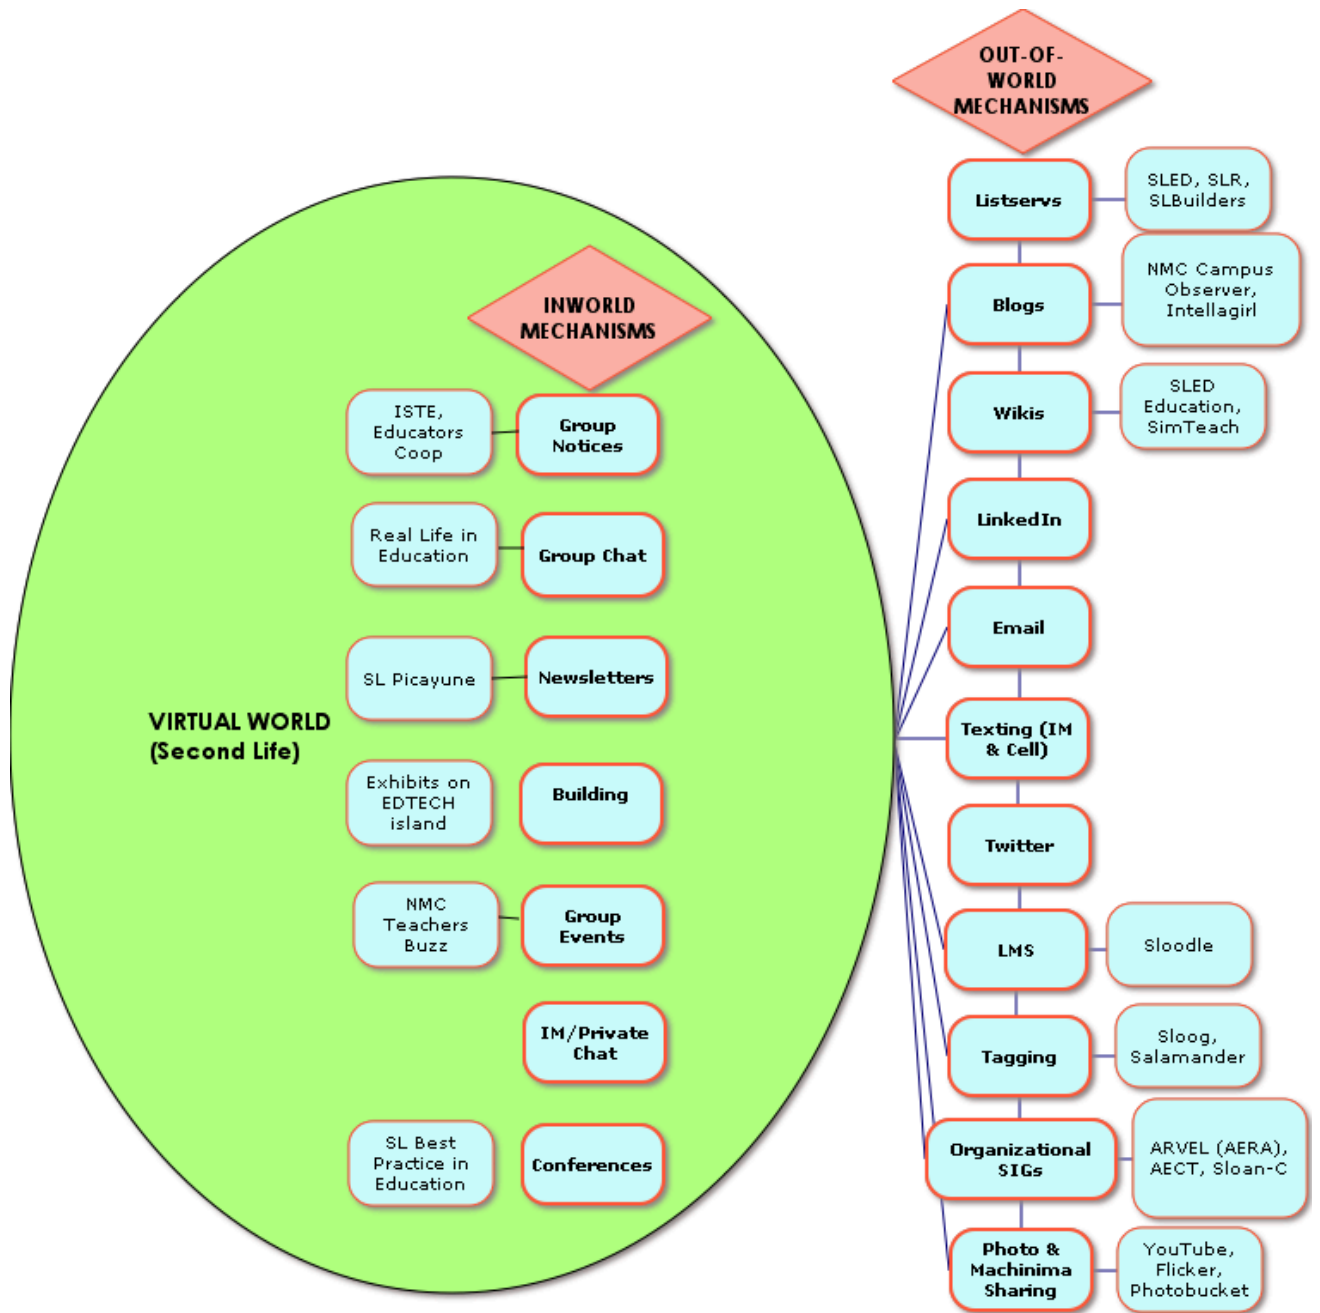 OUT-OF-
WORLD
MECHANISMS
Listservs
SLED, SLR,
SLBuilders
Blogs
NMC Campus
Observer,
Intellagirl
Wikis
SLED
Education,
SimTeach
LinkedIn
Email
Texting (IM
& Cell)
Twitter
LMS
Sloodle
Tagging
Sloog,
Salamander
Organizational
SIGs
ARVEL (AERA),
AECT, Sloan-C
Photo &
Machinima
Sharing
YouTube,
Flicker,
Photobucket
VIRTUAL WORLD
(Second Life)
INWORLD
MECHANISMS
ISTE,
Educators
Coop
Group
Notices
Real Life in
Education
Group Chat
SL Picayune
Newsletters
Exhibits on
EDTECH
island
Building
NMC
Teachers
Buzz
Group
Events
IM/Private
Chat
SL Best
Practice in
Education
Conferences